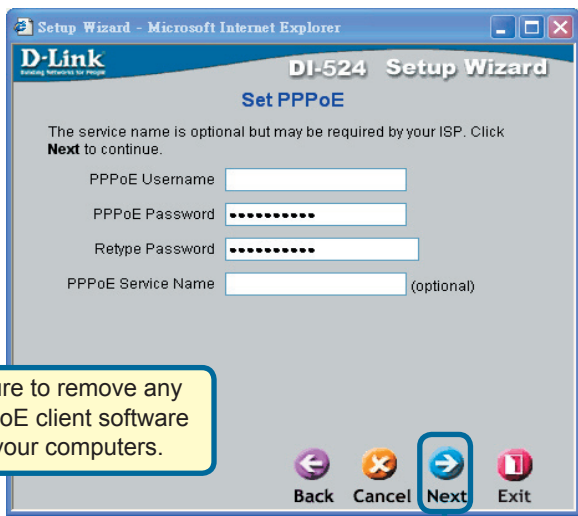 Setup Wizard - Microsoft Internet Explorer
D-Link
Building Networks for People
DI-524 Setup Wizard
Set PPPoE
The service name is optional but may be required by your ISP. Click
Next to continue.
PPPoE Username
PPPoE Password ••••••••••
Retype Password ••••••••••
PPPoE Service Name (optional)
to remove any
client software
your computers.
Back Cancel Next Exit